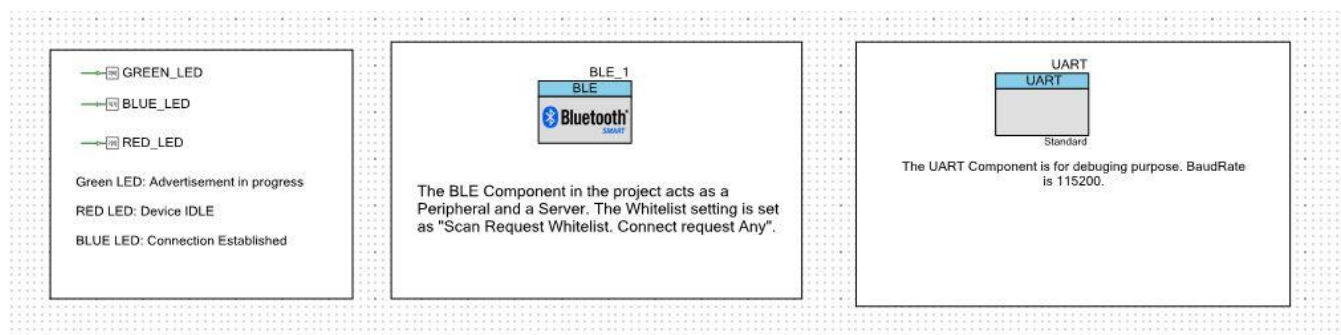 GREEN_LED
BLUE_LED
RED_LED
Green LED: Advertisement in progress
RED LED: Device IDLE
BLUE LED: Connection Established
BLE_1
BLE
Bluetooth
SMART
The BLE Component in the project acts as a
Peripheral and a Server. The Whitelist setting is set
as "Scan Request Whitelist. Connect request Any".
UART
UART
Standard
The UART Component is for debuging purpose. BaudRate
is 115200.